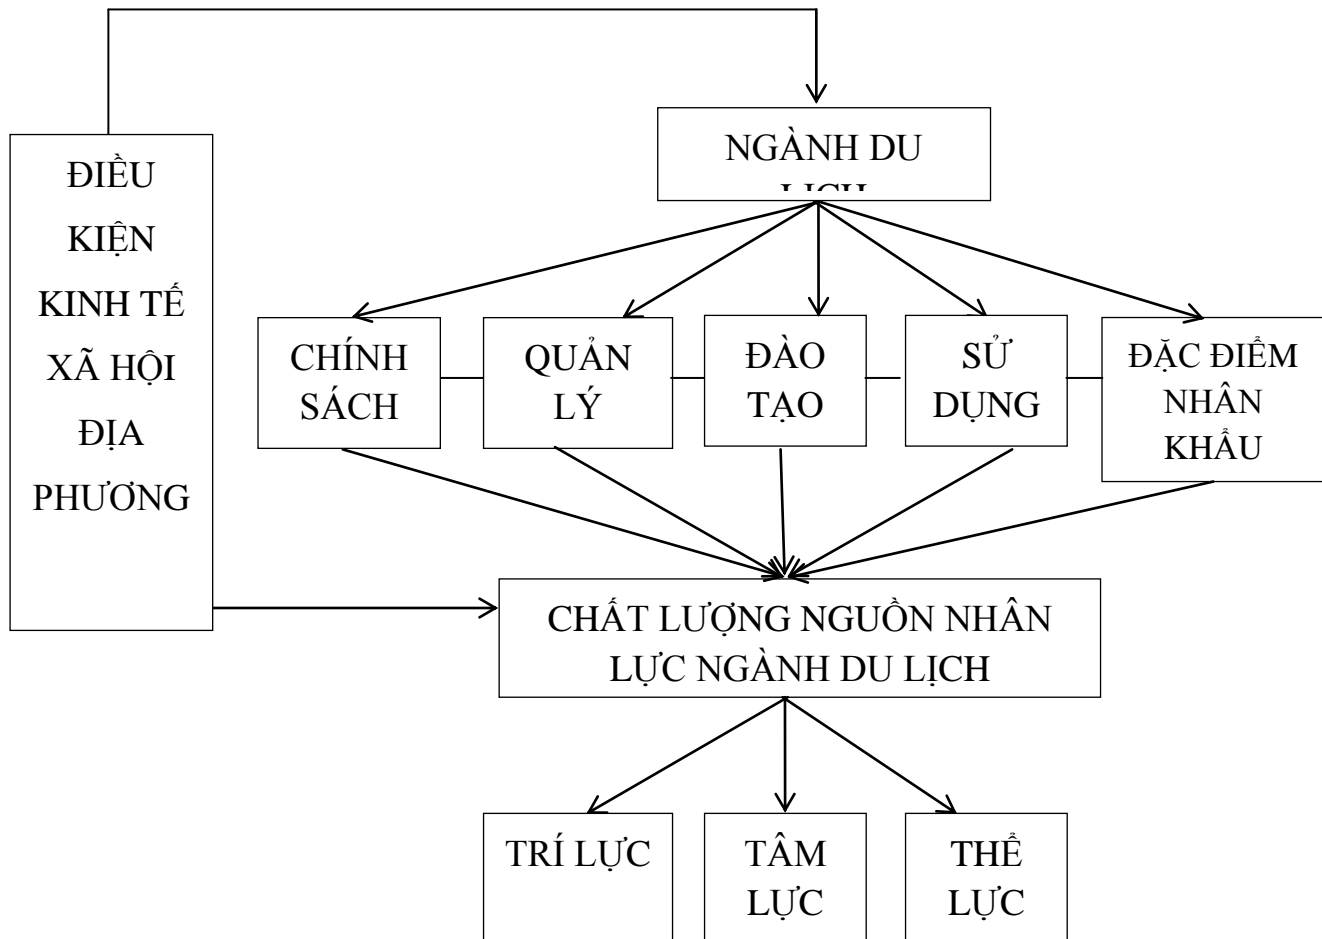 NGÀNH DU
LỊCH
ĐIỀU
KIỆN
KINH TẾ
XÃ HỘI
ĐỊA
PHƯƠNG
CHÍNH
SÁCH
QUẢN
LÝ
ĐÀO
TẠO
SỬ
DỤNG
ĐẶC ĐIỂM
NHÂN
KHẨU
CHẤT LƯỢNG NGUỒN NHÂN
LỰC NGÀNH DU LỊCH
TRÍ LỰC
TÂM
LỰC
THỂ
LỰC